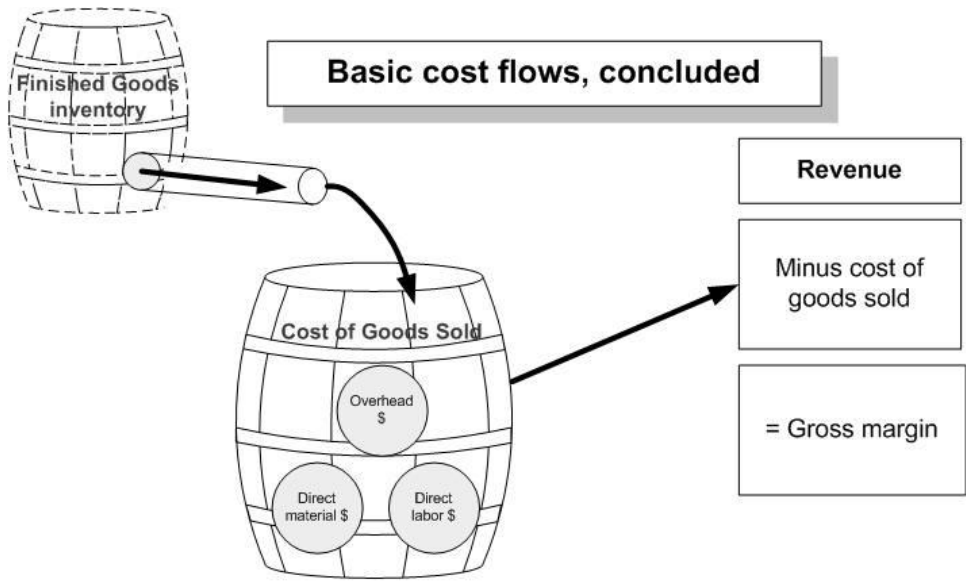 Basic cost flows, concluded
Finished Goods
inventory
Cost of Goods Sold
Overhead
$
Direct
material $
Direct
labor $
Revenue
Minus cost of
goods sold
= Gross margin